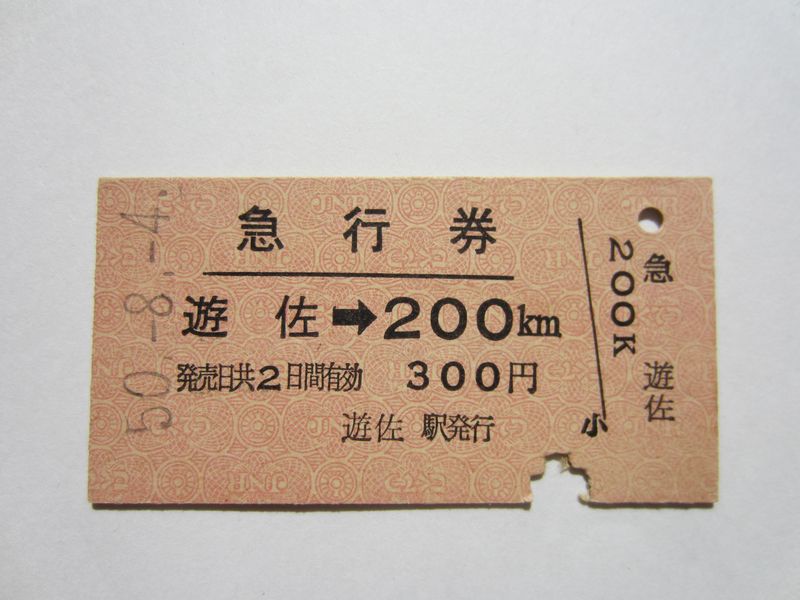 急行券
遊佐➡200km
発売日共2日間有効 300円
遊佐 駅発行
50.-8.-4.
小
急
200K
遊佐